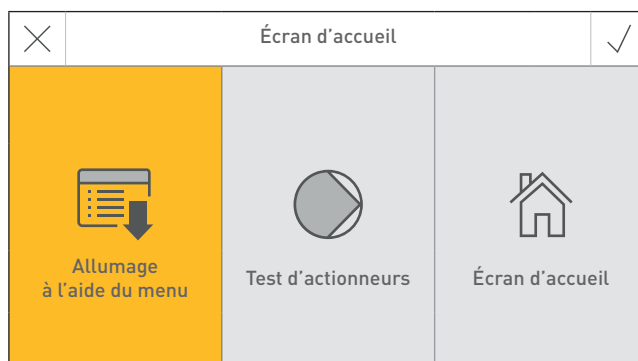 Écran d’accueil
Allumage
à l’aide du menu
Test d’actionneurs
Écran d’accueil